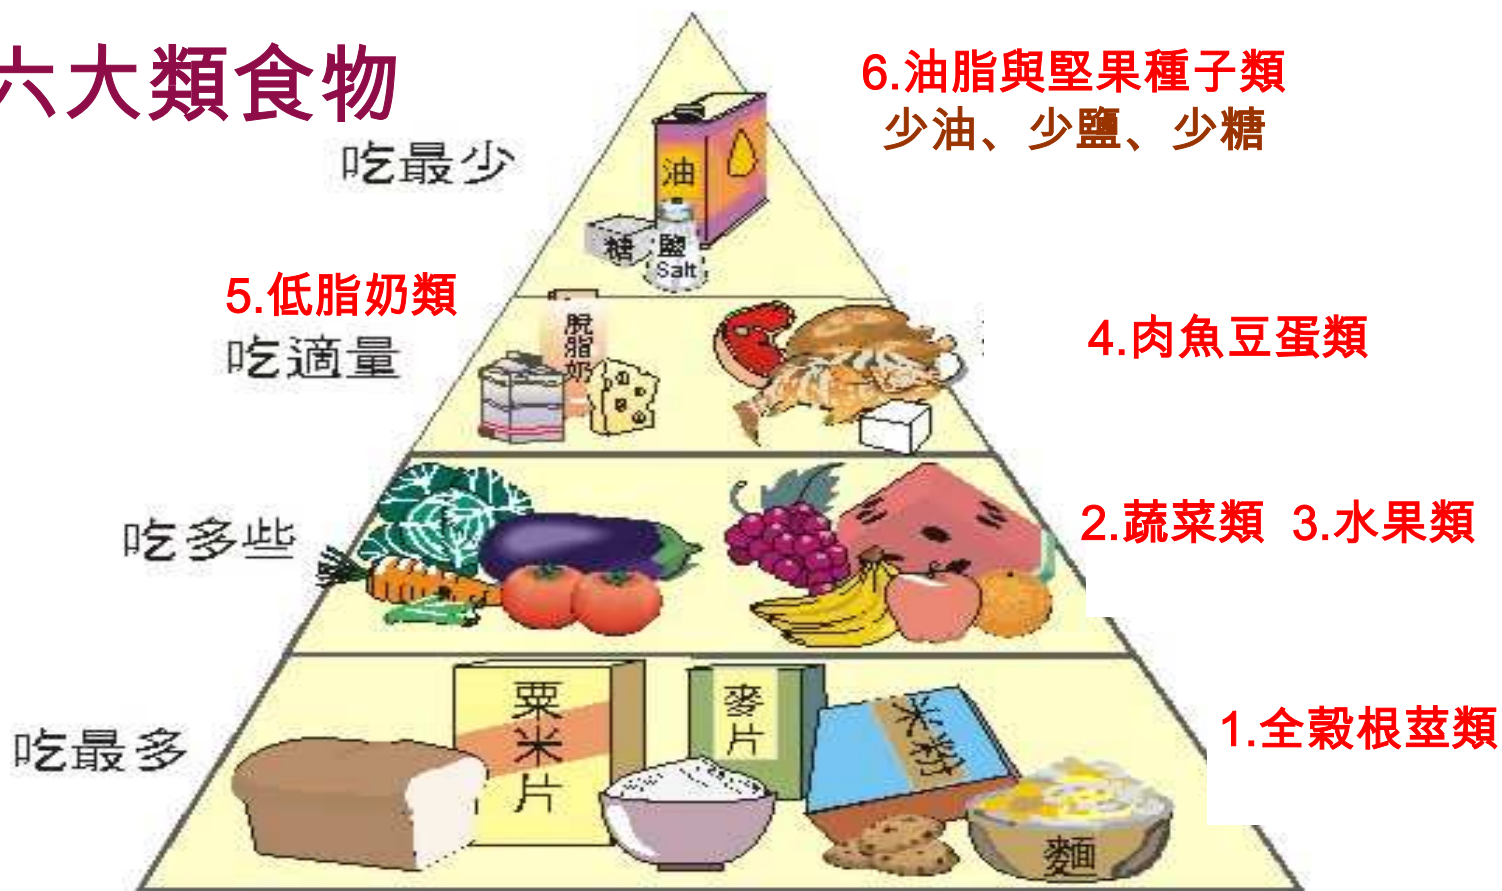 六大類食物
6.油脂與堅果種子類
少油、少鹽、少糖
吃最少
油
糖
鹽
Salt
5.低脂奶類
吃適量
脫脂奶
4.肉魚豆蛋類
吃多些
2.蔬菜類 3.水果類
吃最多
粟米片
麥片
米粉
麵
1.全穀根莖類